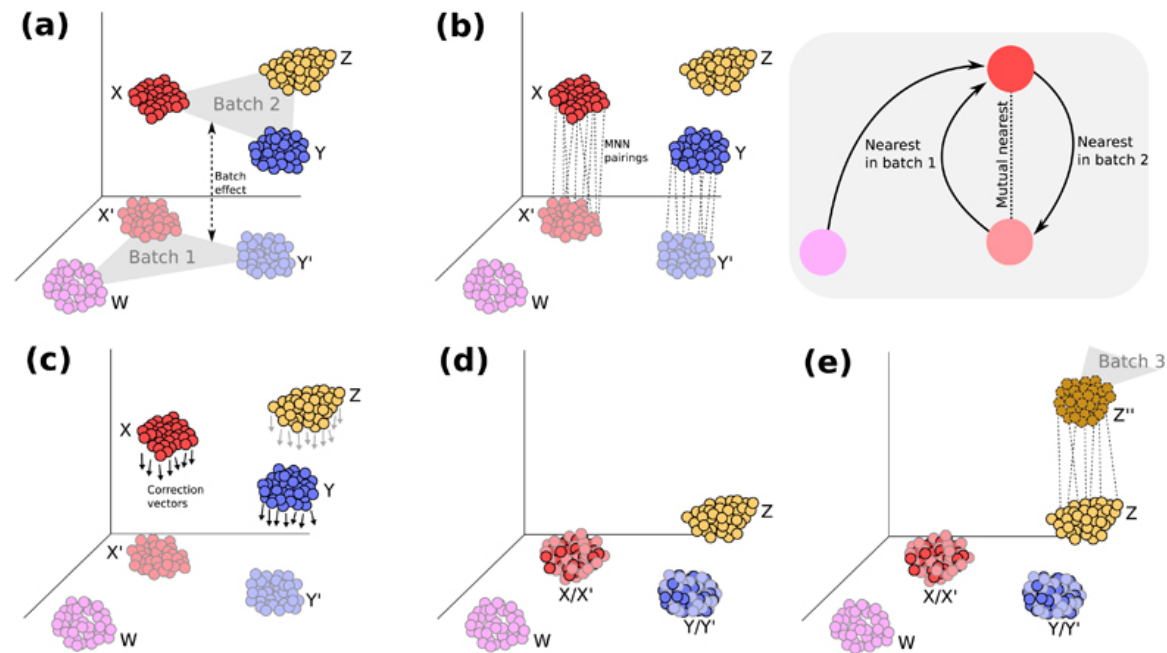 (a)
Z
X
Batch 2
Y
Batch
effect
X'
Batch 1
Y'
W
(b)
Z
X
MNN
pairings
Y
X'
Y'
W
Nearest
in batch 1
Mutual nearest
Nearest
in batch 2
(c)
Z
X
Y
Correction
vectors
X'
Y'
W
(d)
Z
X/X'
Y/Y'
W
(e)
Batch 3
Z''
Z
X/X'
Y/Y'
W